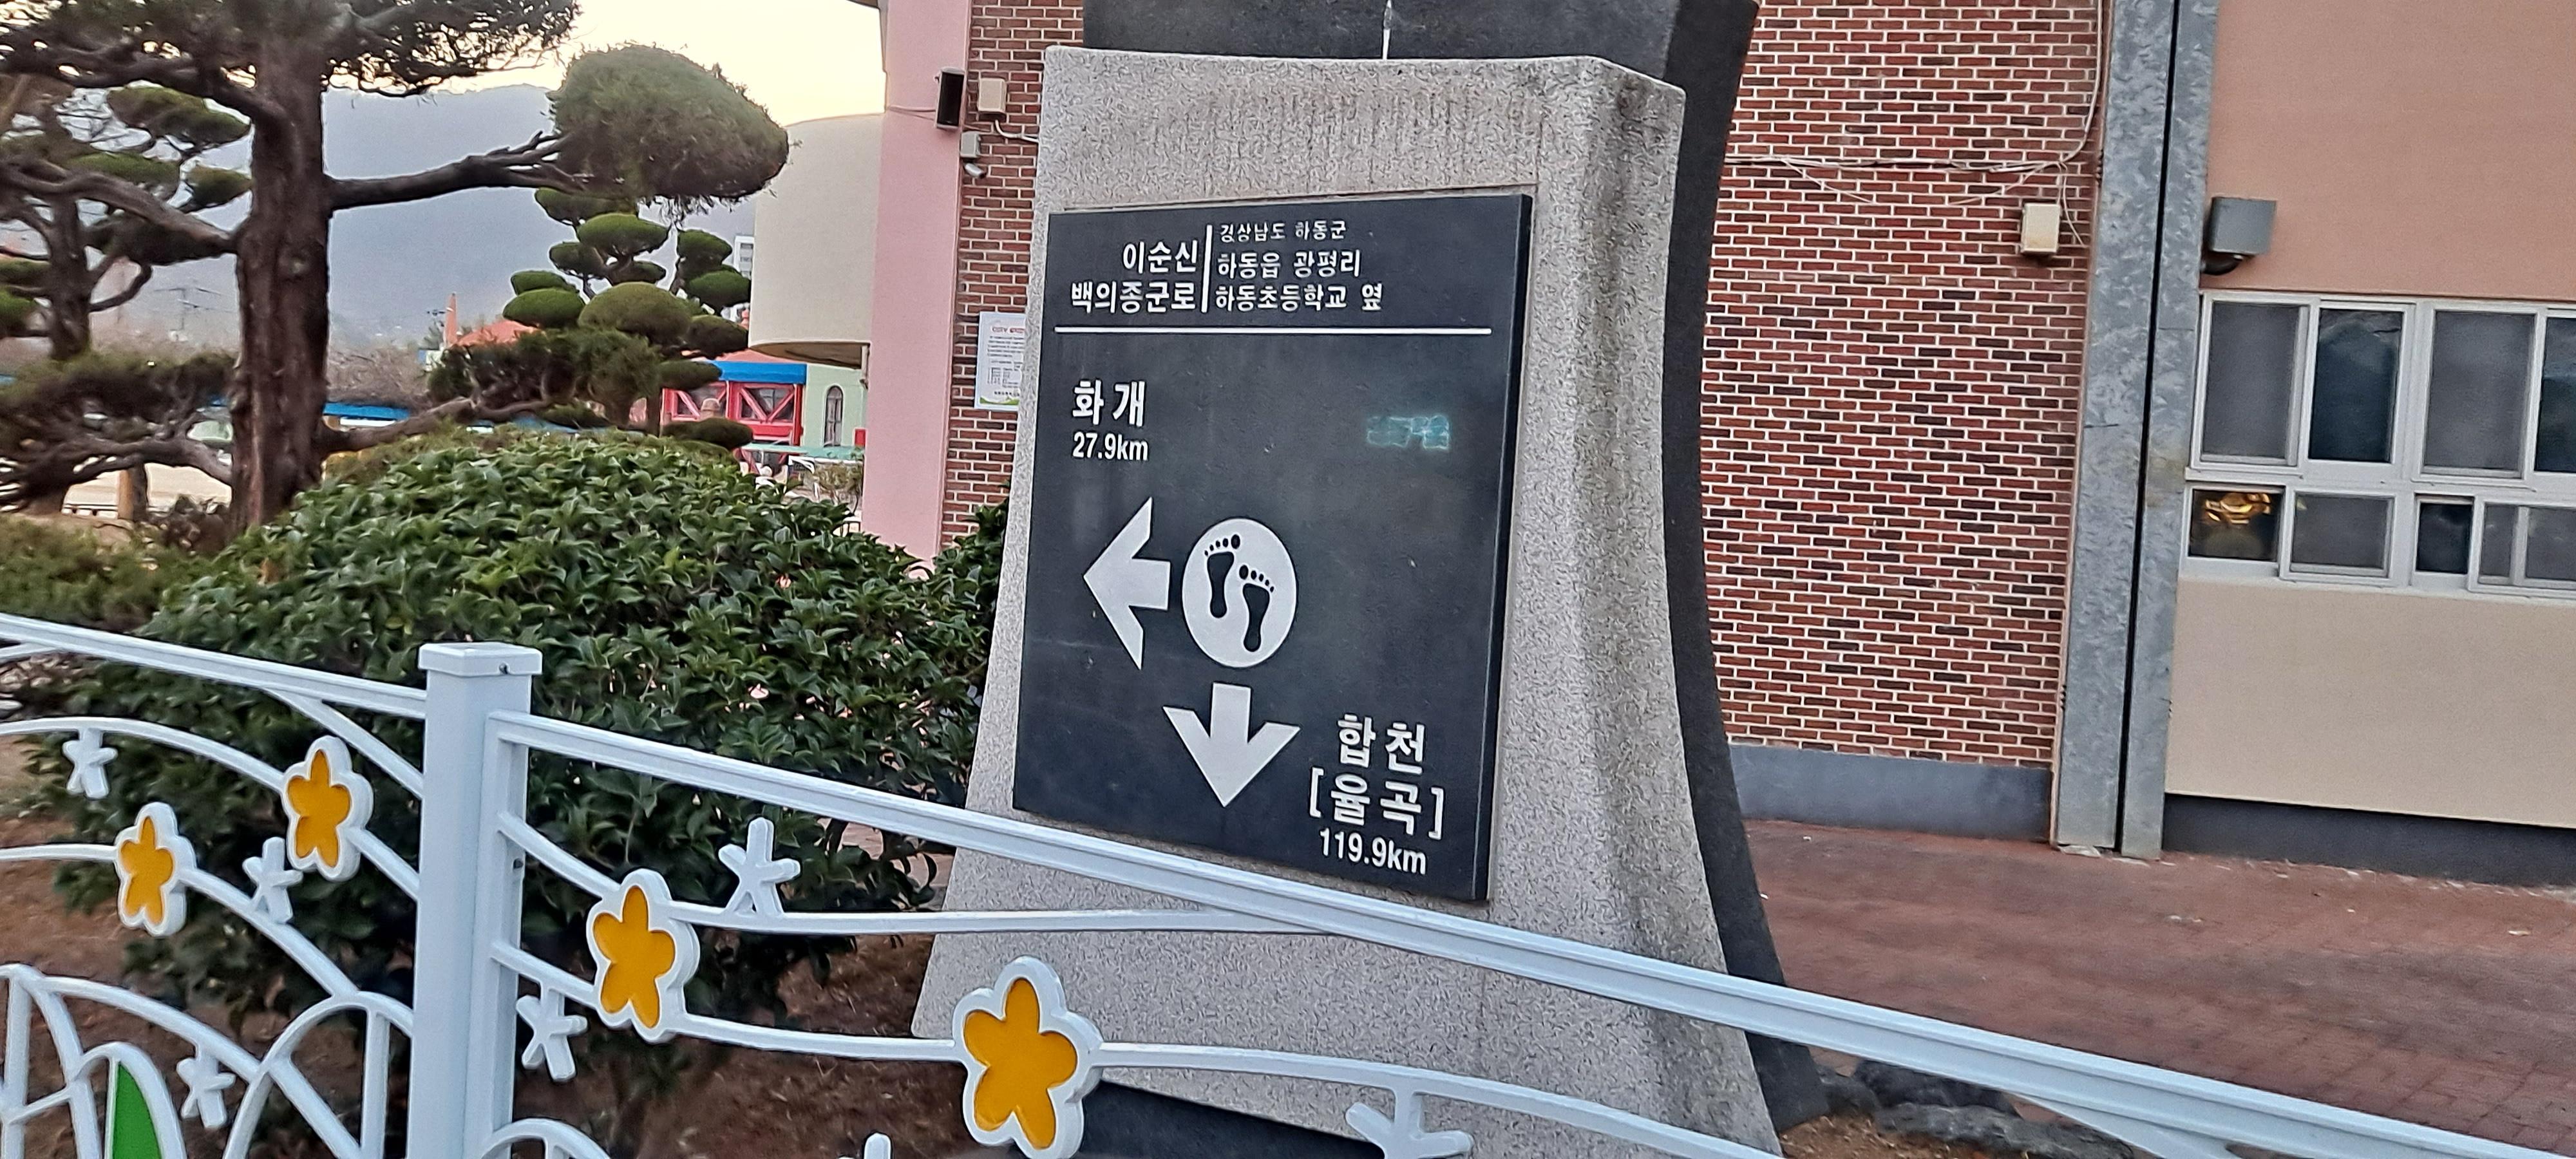 이순신
백의종군로
경상남도 하동군
하동읍 광평리
하동초등학교 옆
화개
27.9km
합천
[율곡]
119.9km